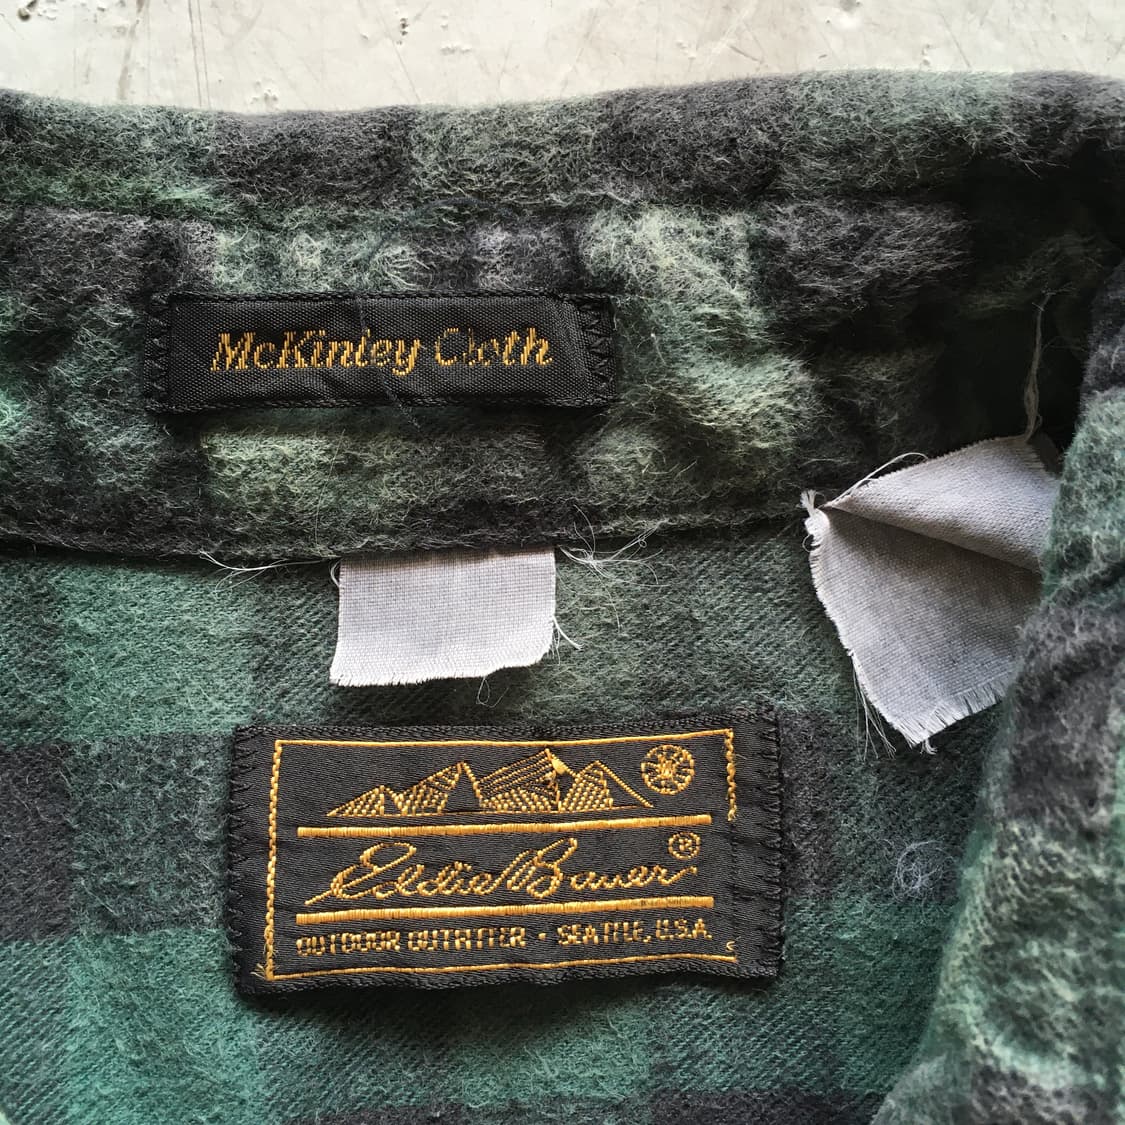 McKinley Cloth
Eddie Bauer ®
OUTDOOR OUTFITTER • SEATTLE, U.S.A.